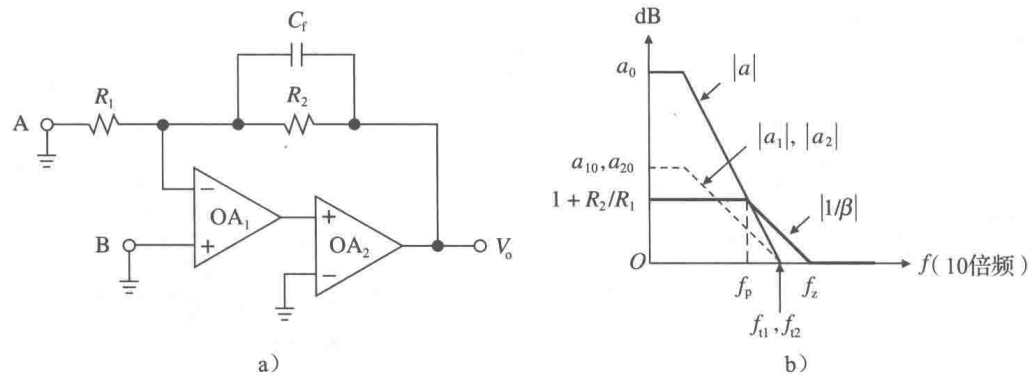 C_f
R_1
R_2
A
OA_1
OA_2
B
V_o
a）
dB
a_0
|a|
|a_1|, |a_2|
a_10, a_20
1 + R_2/R_1
|1/β|
O
f_p
f_z
f（10倍频）
f_t1, f_t2
b）